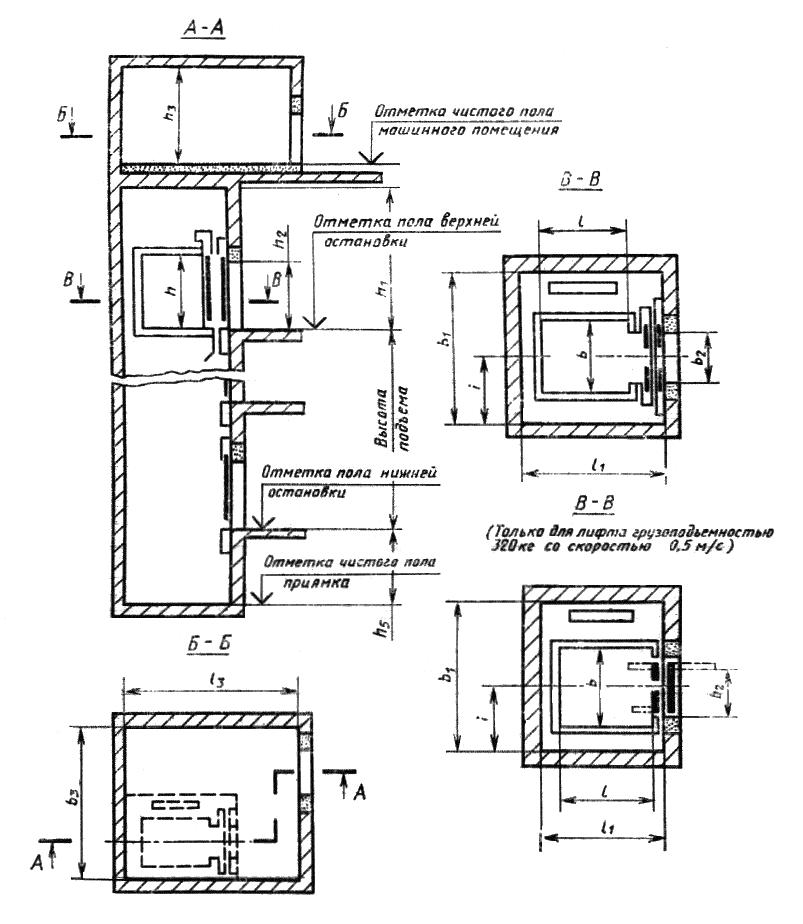 А-А
Б
Б
h3
Отметка чистого пола
машинного помещения
В-В
Отметка пола верхней
остановки
h2
h1
h
В
В
l
b1
b
b2
i
l1
Высота
подъема
Отметка пола нижней
остановки
В-В
(Только для лифта грузоподъемностью
320кг со скоростью 0,5 м/с)
Отметка чистого пола
приямка
h5
Б-Б
l3
b3
А
А
b1
b
b2
i
l
l1